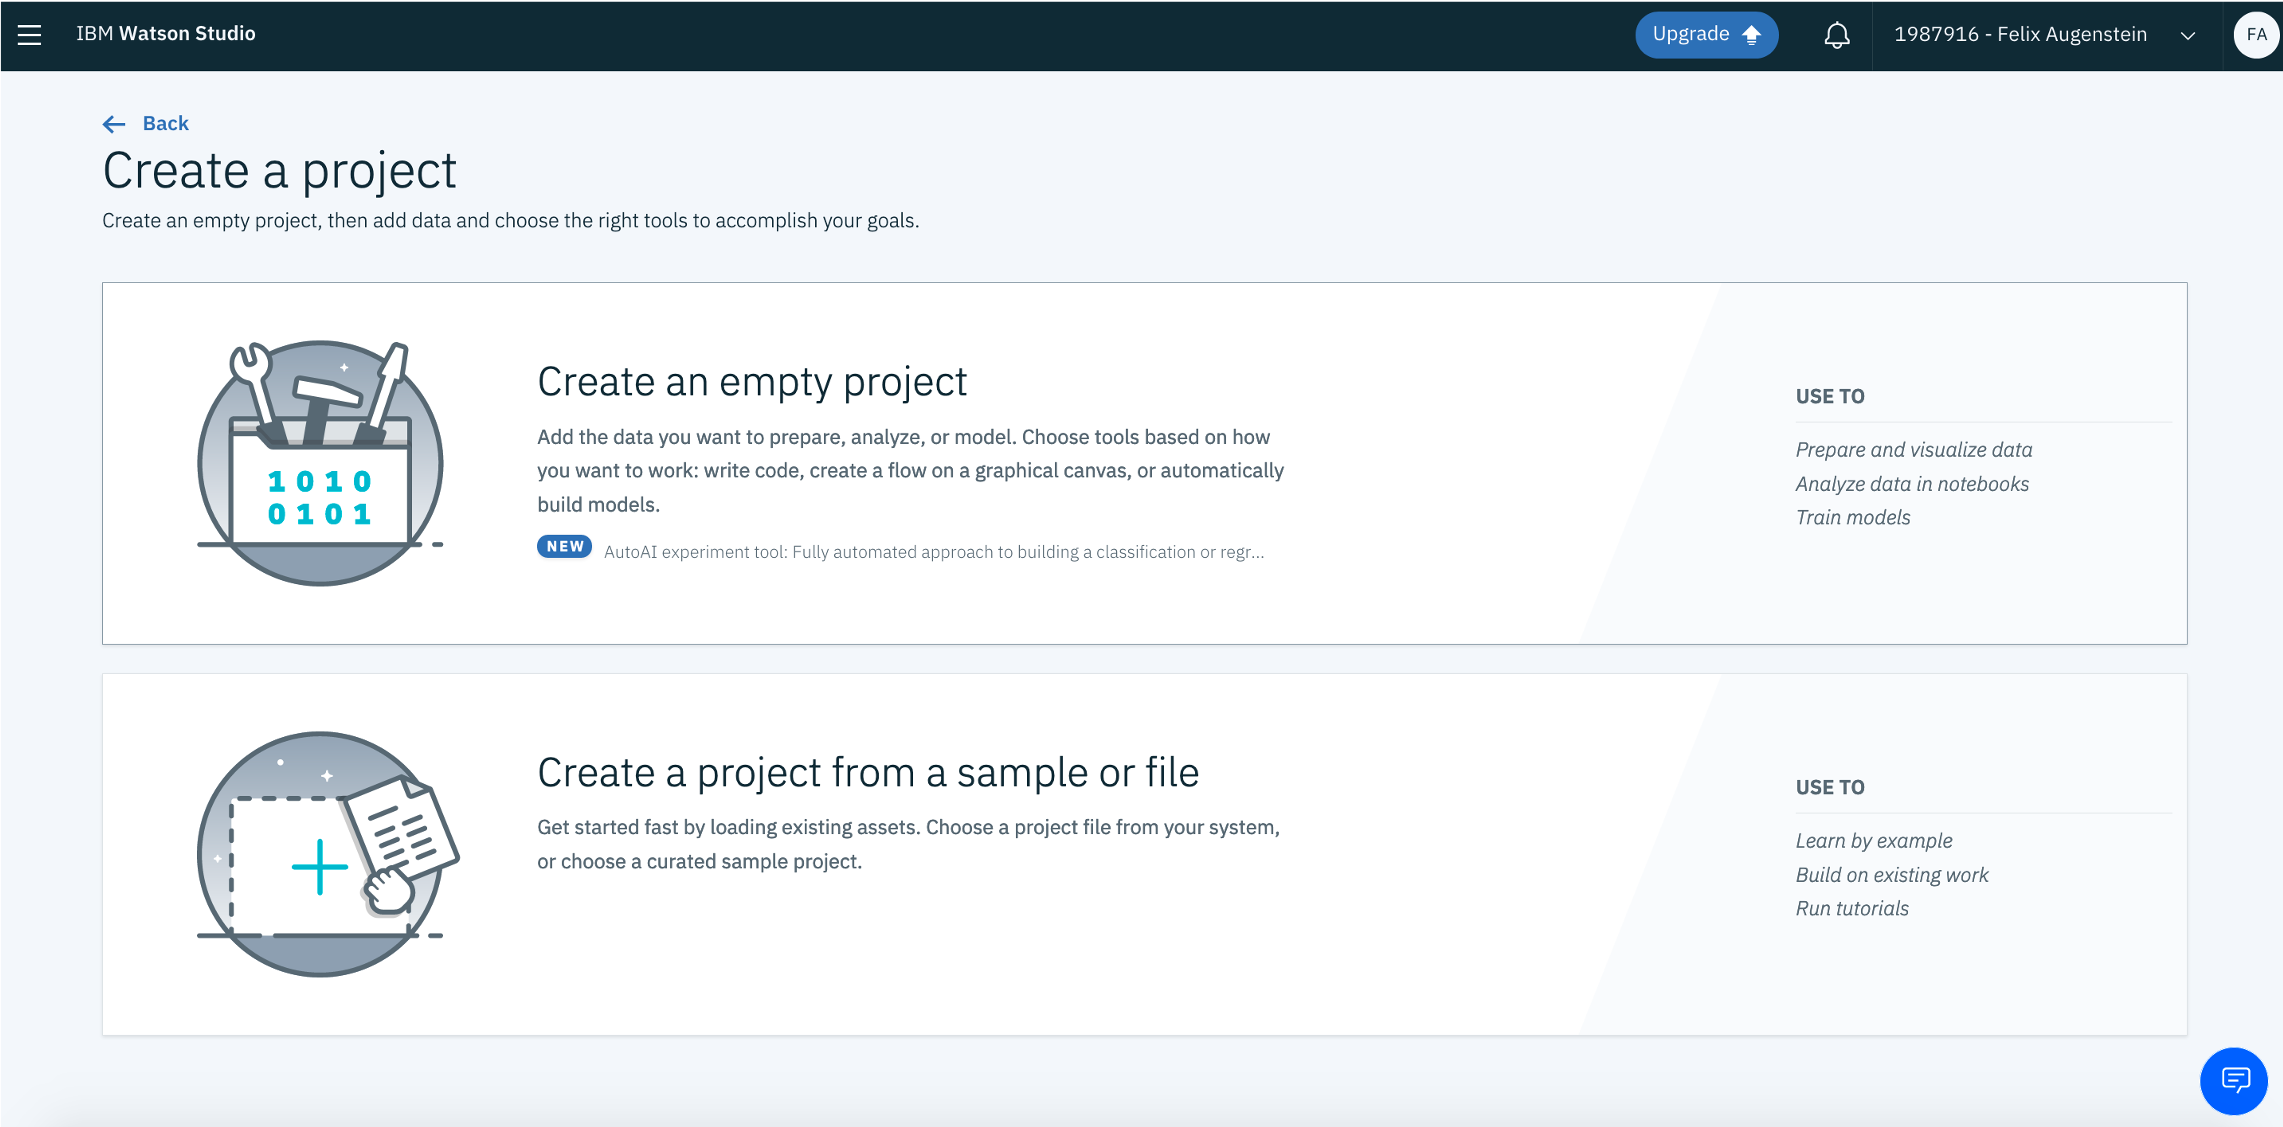 IBM Watson Studio
Upgrade
1987916 - Felix Augenstein
FA
Back
Create a project
Create an empty project, then add data and choose the right tools to accomplish your goals.
1010
0101
Create an empty project
Add the data you want to prepare, analyze, or model. Choose tools based on how
you want to work: write code, create a flow on a graphical canvas, or automatically
build models.
NEW AutoAI experiment tool: Fully automated approach to building a classification or regr...
USE TO
Prepare and visualize data
Analyze data in notebooks
Train models
Create a project from a sample or file
Get started fast by loading existing assets. Choose a project file from your system,
or choose a curated sample project.
USE TO
Learn by example
Build on existing work
Run tutorials